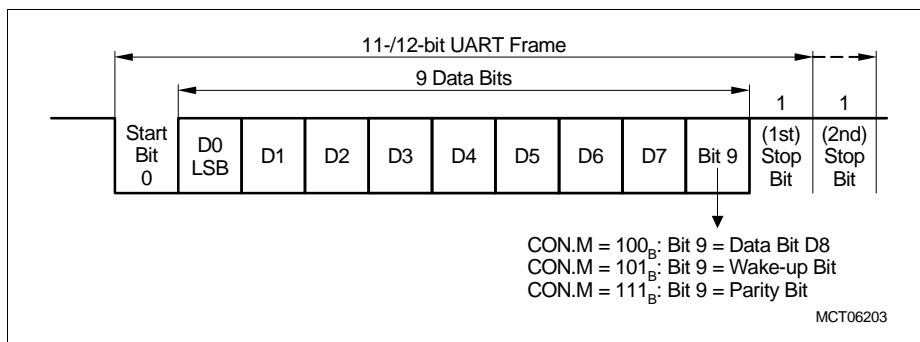 11-/12-bit UART Frame
9 Data Bits
Start
Bit
0
D0
LSB
D1
D2
D3
D4
D5
D6
D7
Bit 9
1
(1st)
Stop
Bit
1
(2nd)
Stop
Bit
CON.M = 100B: Bit 9 = Data Bit D8
CON.M = 101B: Bit 9 = Wake-up Bit
CON.M = 111B: Bit 9 = Parity Bit
MCT06203